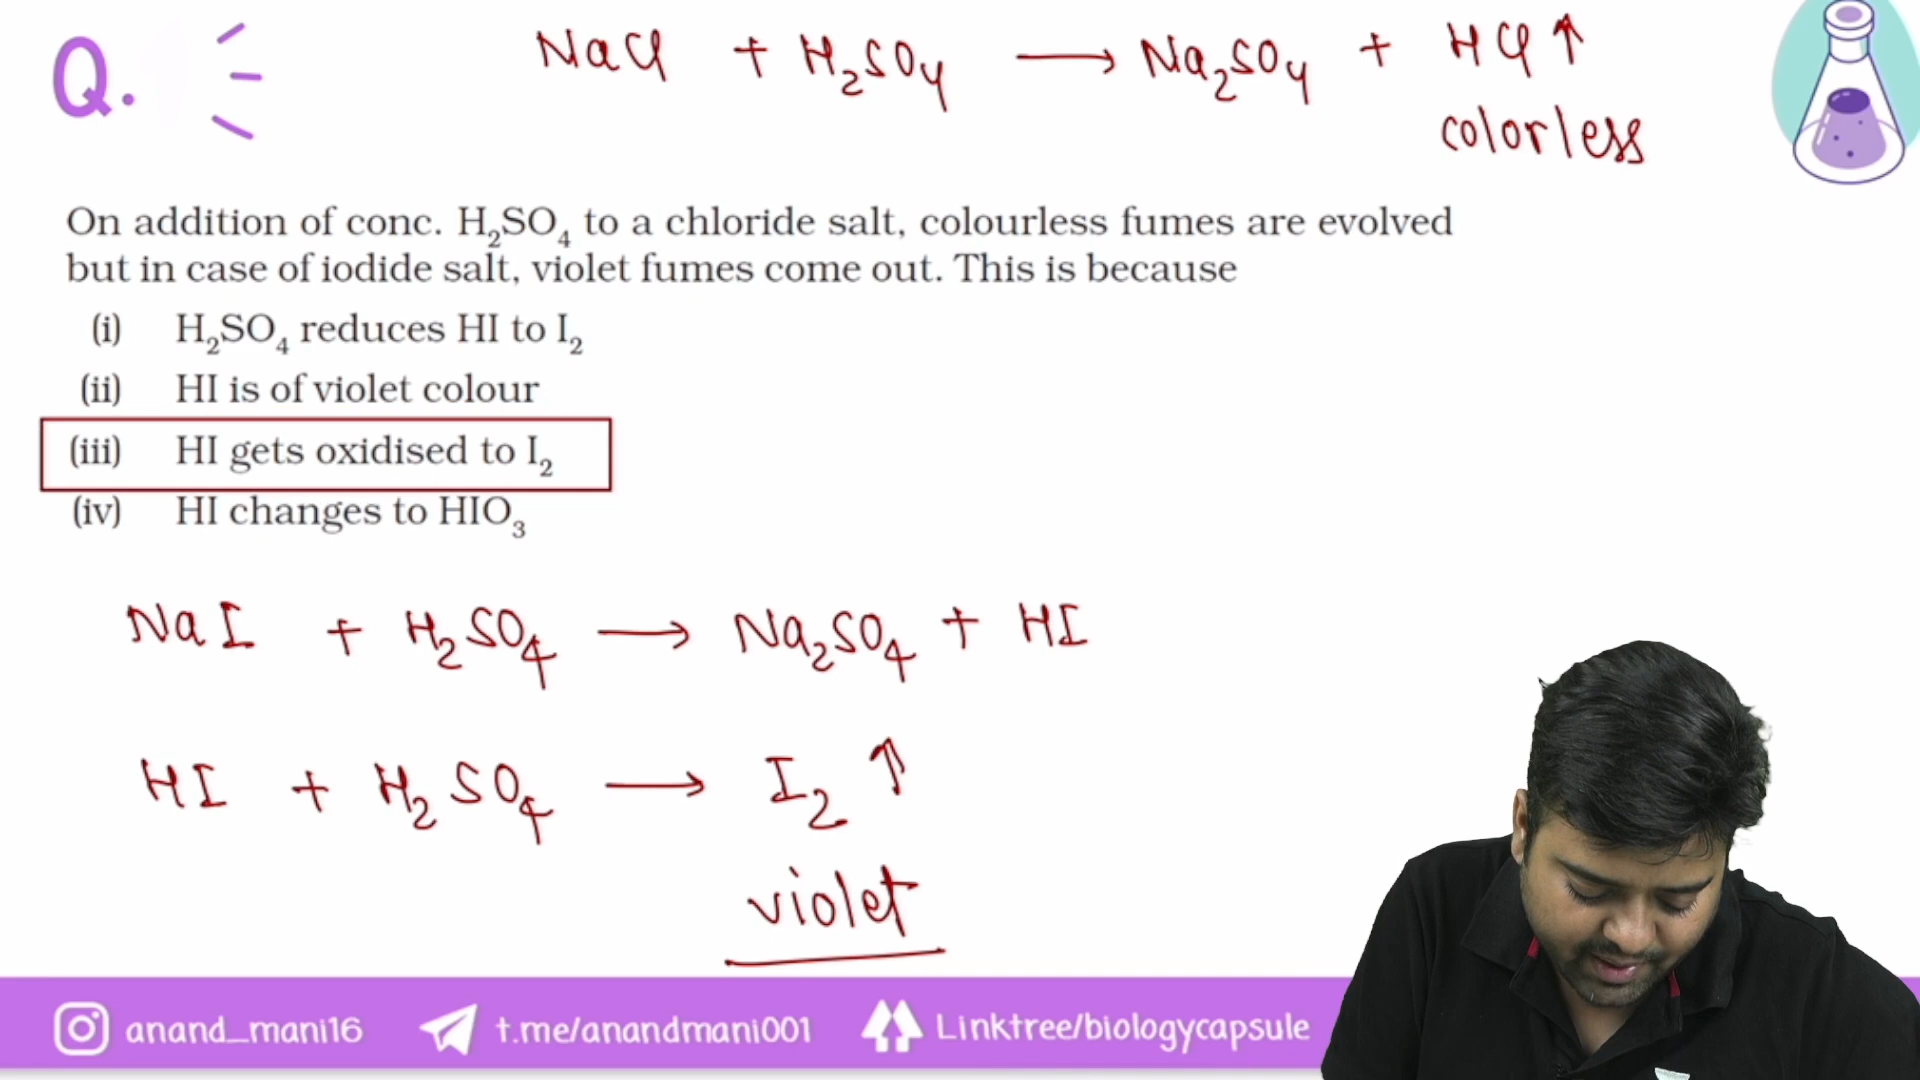 Q.
NaCl + H₂SO₄ ⟶ Na₂SO₄ + HCl ↑
colorless
On addition of conc. H₂SO₄ to a chloride salt, colourless fumes are evolved
but in case of iodide salt, violet fumes come out. This is because
(i) H₂SO₄ reduces HI to I₂
(ii) HI is of violet colour
(iii) HI gets oxidised to I₂
(iv) HI changes to HIO₃
NaI + H₂SO₄ ⟶ Na₂SO₄ + HI
HI + H₂SO₄ ⟶ I₂ ↑
violet
anand_mani16 t.me/anandmani001 Linktree/biologycapsule